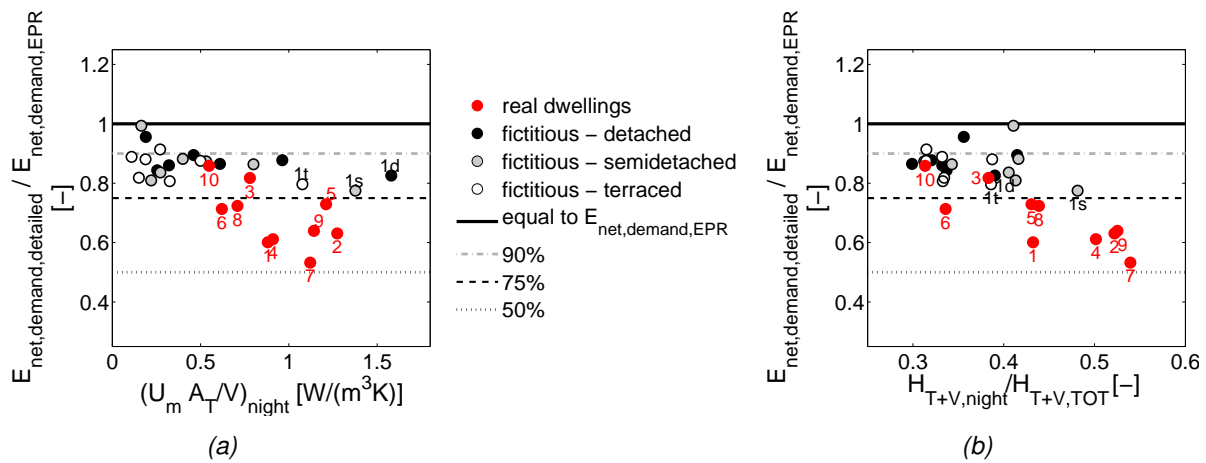 E_net,demand,detailed / E_net,demand,EPR
[−]
1.2
1
0.8
0.6
0.4
0
0.5
1
1.5
(U_m A_T/V)_night [W/(m^3K)]
10
3
6
8
1
4
5
9
2
7
1t
1s
1d
(a)
real dwellings
fictitious − detached
fictitious − semidetached
fictitious − terraced
equal to E_net,demand,EPR
90%
75%
50%
E_net,demand,detailed / E_net,demand,EPR
[−]
1.2
1
0.8
0.6
0.4
0.3
0.4
0.5
0.6
H_T+V,night/H_T+V,TOT [−]
10
3
1d
1t
1s
6
5
8
1
4
2
9
7
(b)